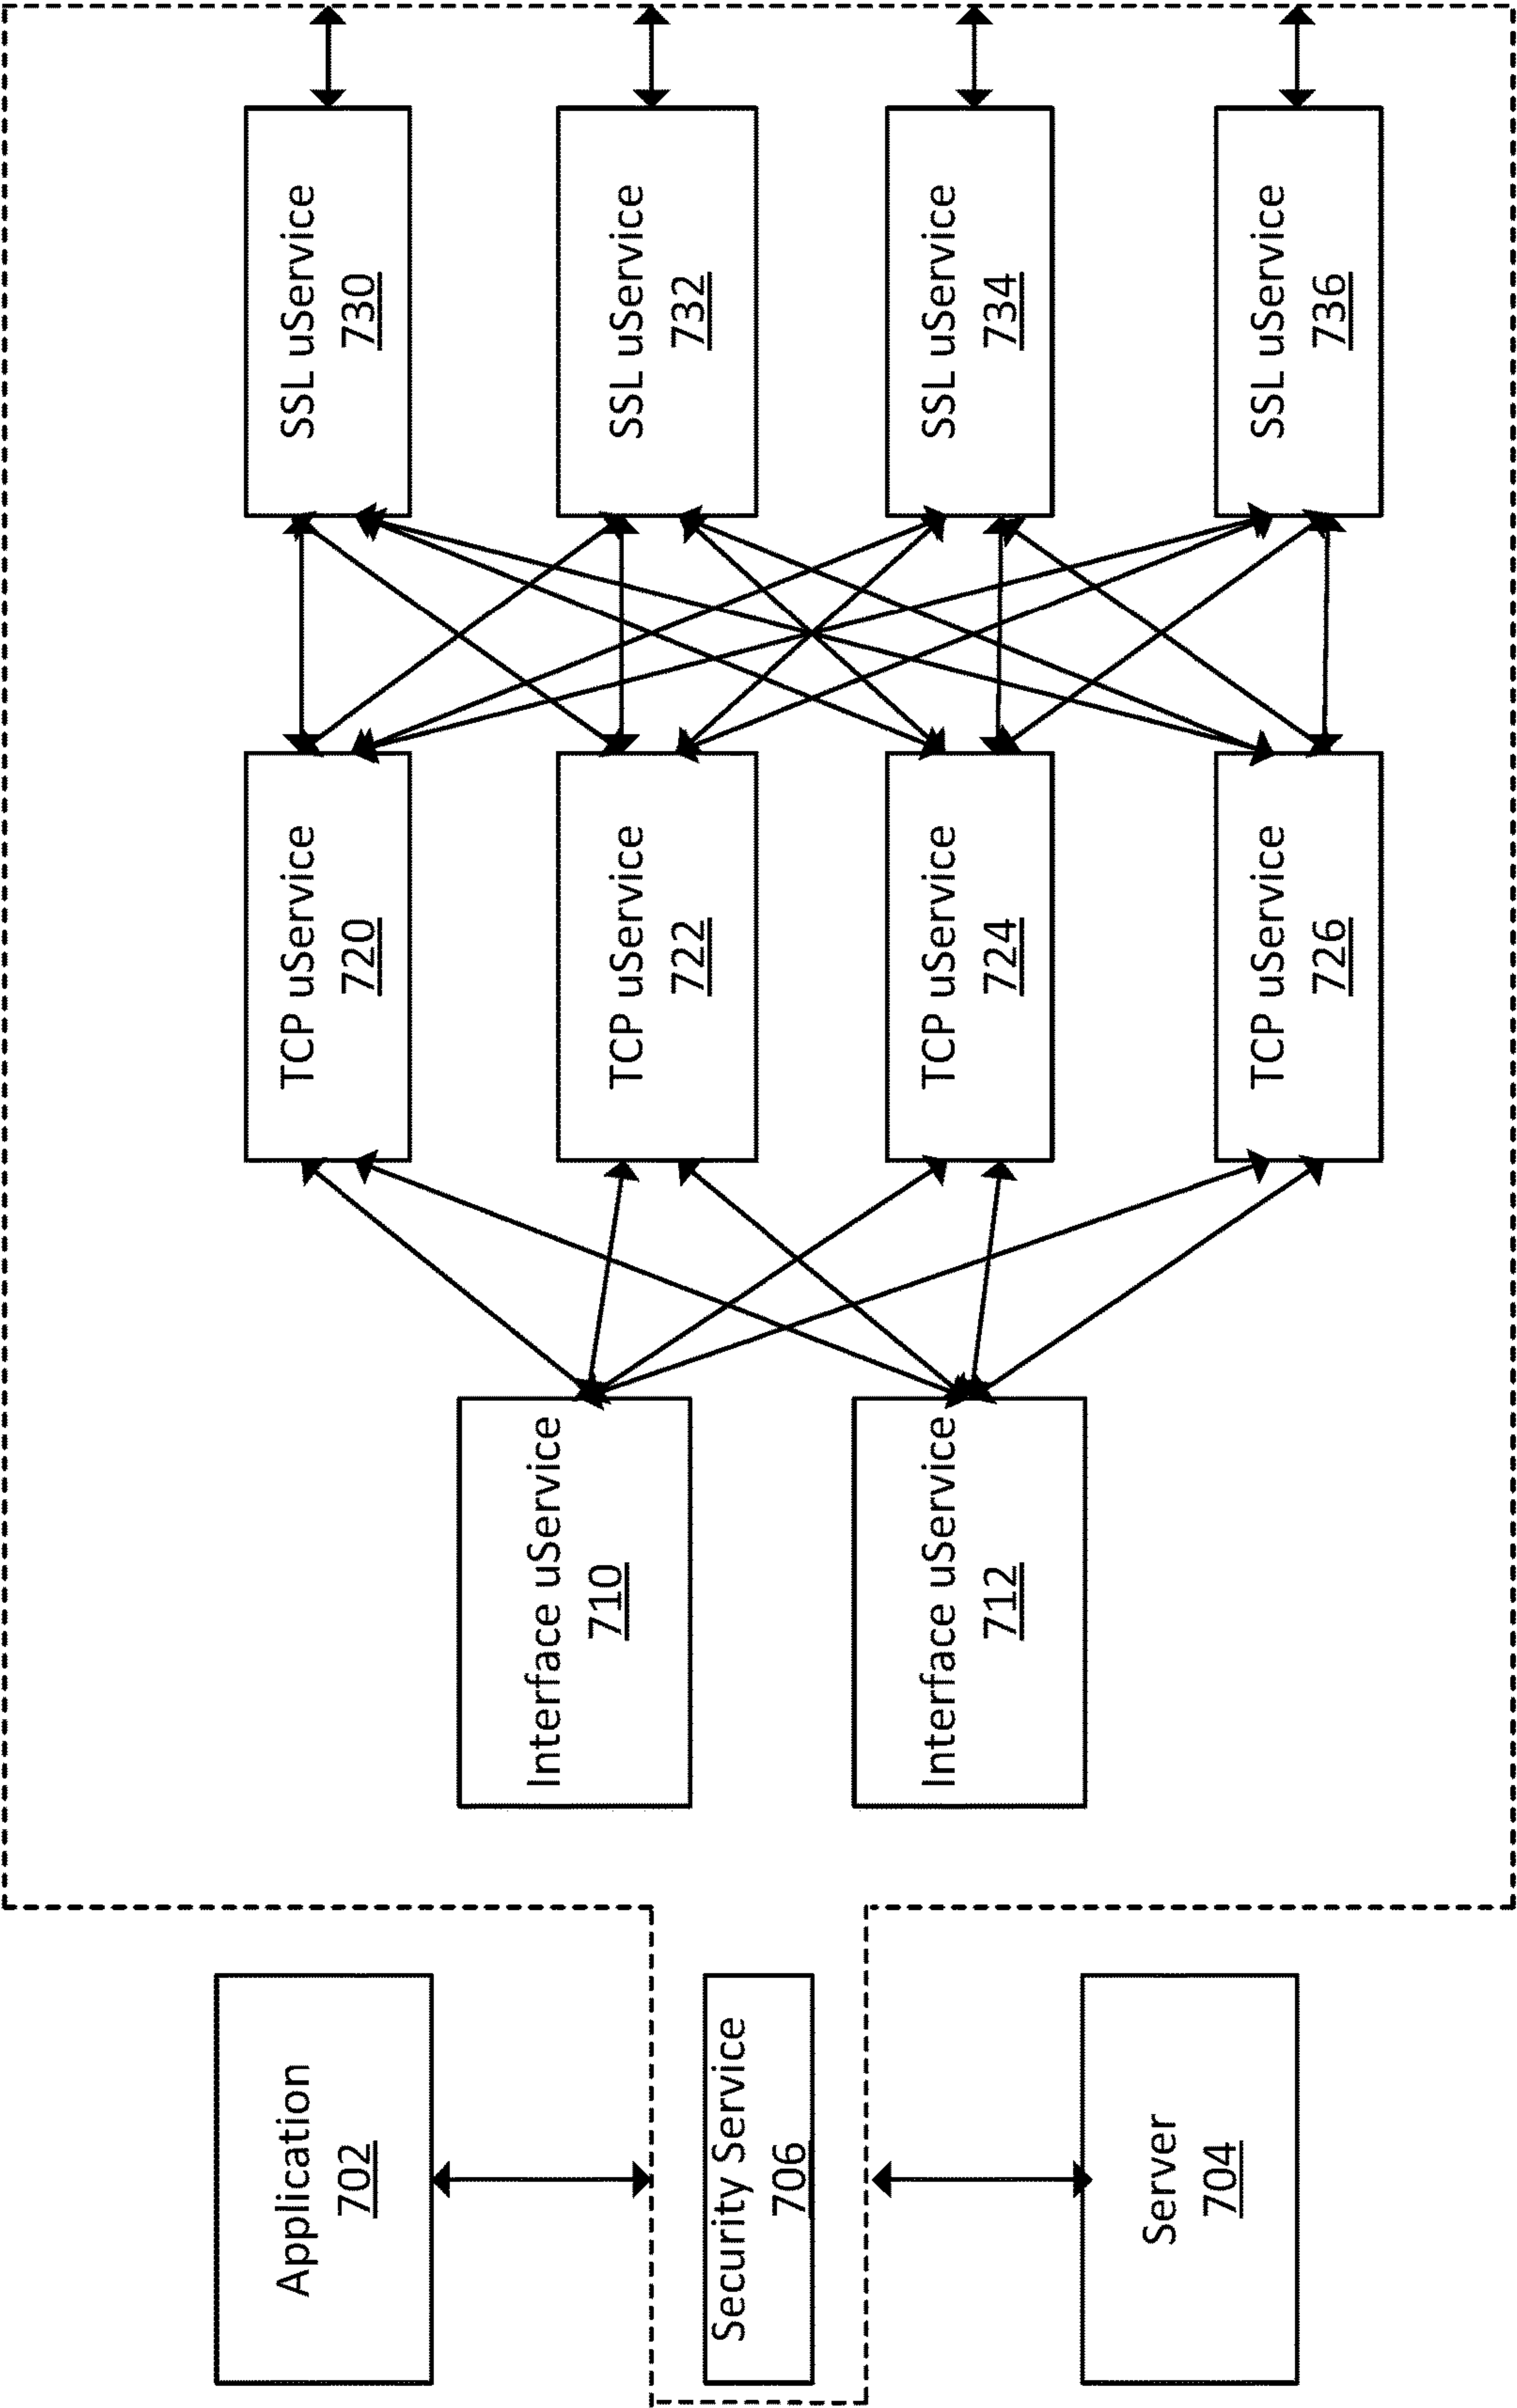 Application
702
Security Service
706
Server
704
Interface uService
710
Interface uService
712
TCP uService
720
TCP uService
722
TCP uService
724
TCP uService
726
SSL uService
730
SSL uService
732
SSL uService
734
SSL uService
736